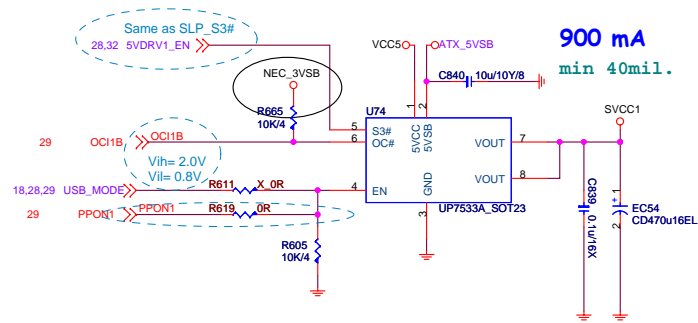 Same as SLP_S3#
28,32 5VDRV1_EN
VCC5
ATX_5VSB
900 mA
min 40mil.
NEC_3VSB
C840 10u/10Y/8
SVCC1
R665
10K/4
U74
29 OCI1B OCI1B
5 S3#
6 OC#
1 5VCC
2 5VSB
VOUT 7
VOUT 8
Vih= 2.0V
Vil= 0.8V
18,28,29 USB_MODE
R611 X_0R
4 EN
GND
3
UP7533A_SOT23
29 PPON1 PPON1
R619 0R
R605
10K/4
C839 0.1u/16X
1
+
EC54
CD470u16EL
2